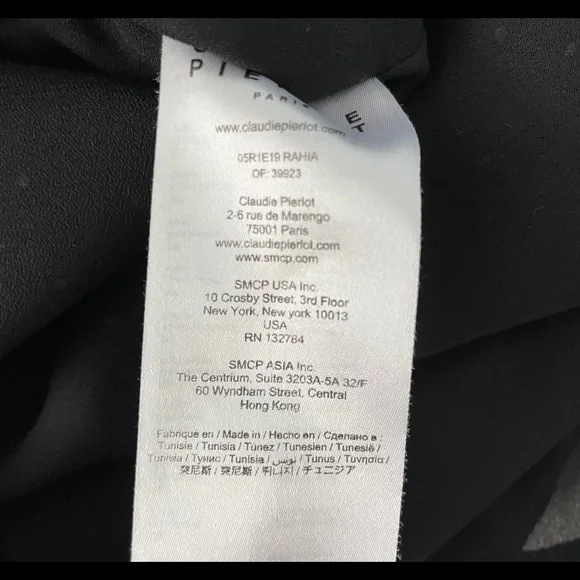 PIE
PARIS
www.claudiepierlot.com
05R1E19 RAHIA
OF: 39923
Claudie Pierlot
2-6 rue de Marengo
75001 Paris
www.claudiepierlot.com
www.smcp.com
SMCP USA Inc.
10 Crosby Street, 3rd Floor
New York, New york 10013
USA
RN 132784
SMCP ASIA Inc.
The Centrium, Suite 3203A-5A 32/F
60 Wyndham Street, Central
Hong Kong
Fabriqué en / Made in / Hecho en / Сделано в :
Tunisie / Tunisia / Túnez / Tunesien / Tunesië /
Tunisia / Тунис / Tunísia / تونس / Tunus / Τυνησία /
突尼斯 / 突尼斯 / 튀니지 / チュニジア